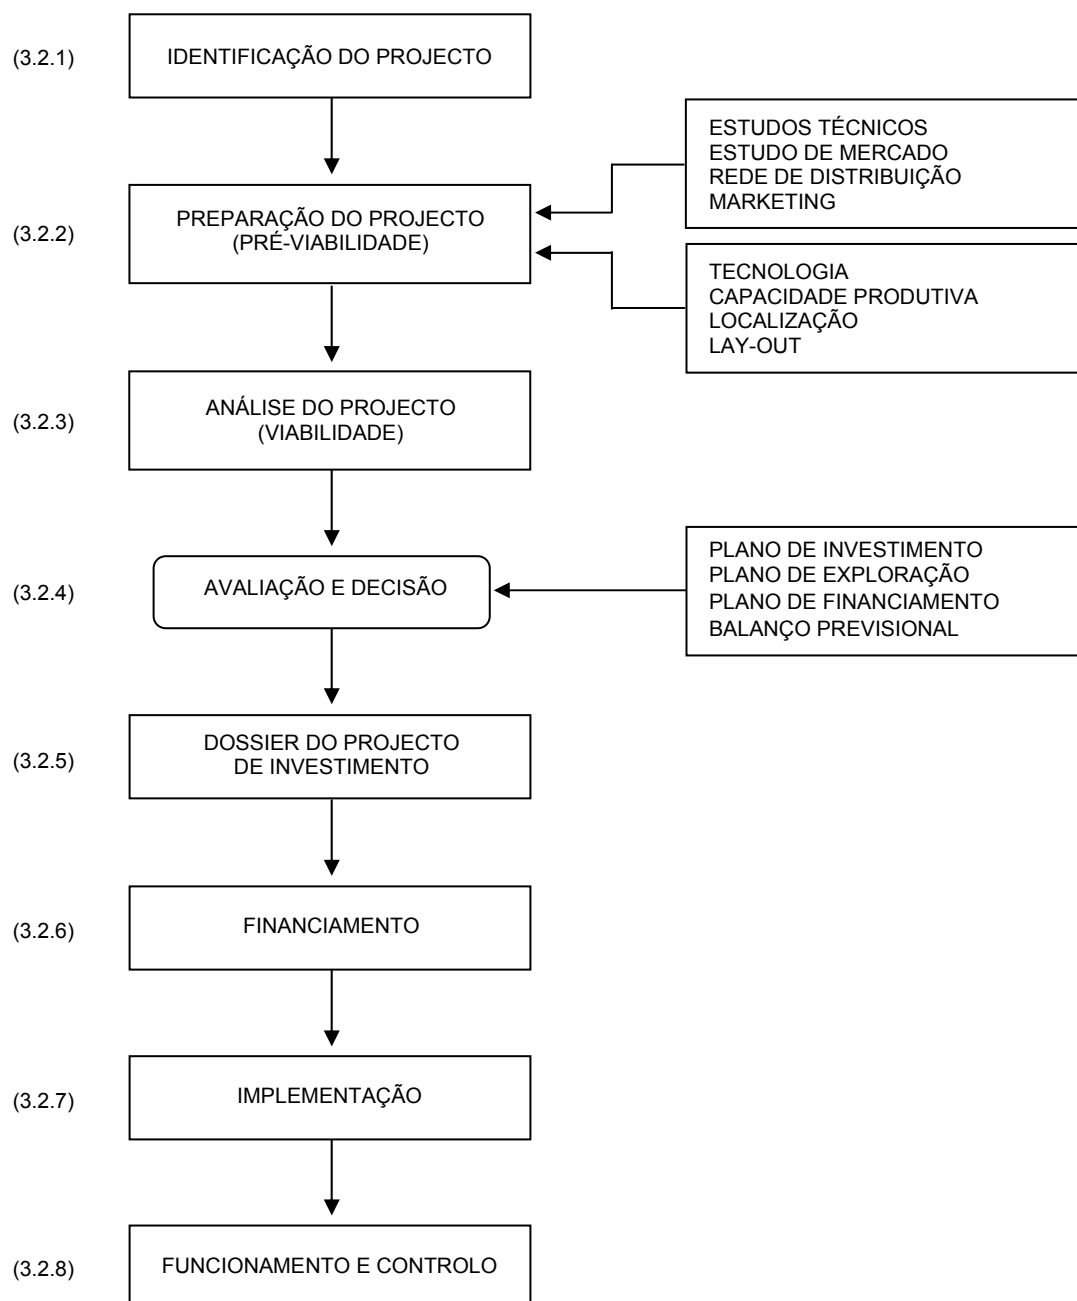 (3.2.1)
IDENTIFICAÇÃO DO PROJECTO
ESTUDOS TÉCNICOS
ESTUDO DE MERCADO
REDE DE DISTRIBUIÇÃO
MARKETING
(3.2.2)
PREPARAÇÃO DO PROJECTO
(PRÉ-VIABILIDADE)
TECNOLOGIA
CAPACIDADE PRODUTIVA
LOCALIZAÇÃO
LAY-OUT
(3.2.3)
ANÁLISE DO PROJECTO
(VIABILIDADE)
(3.2.4)
AVALIAÇÃO E DECISÃO
PLANO DE INVESTIMENTO
PLANO DE EXPLORAÇÃO
PLANO DE FINANCIAMENTO
BALANÇO PREVISIONAL
(3.2.5)
DOSSIER DO PROJECTO
DE INVESTIMENTO
(3.2.6)
FINANCIAMENTO
(3.2.7)
IMPLEMENTAÇÃO
(3.2.8)
FUNCIONAMENTO E CONTROLO